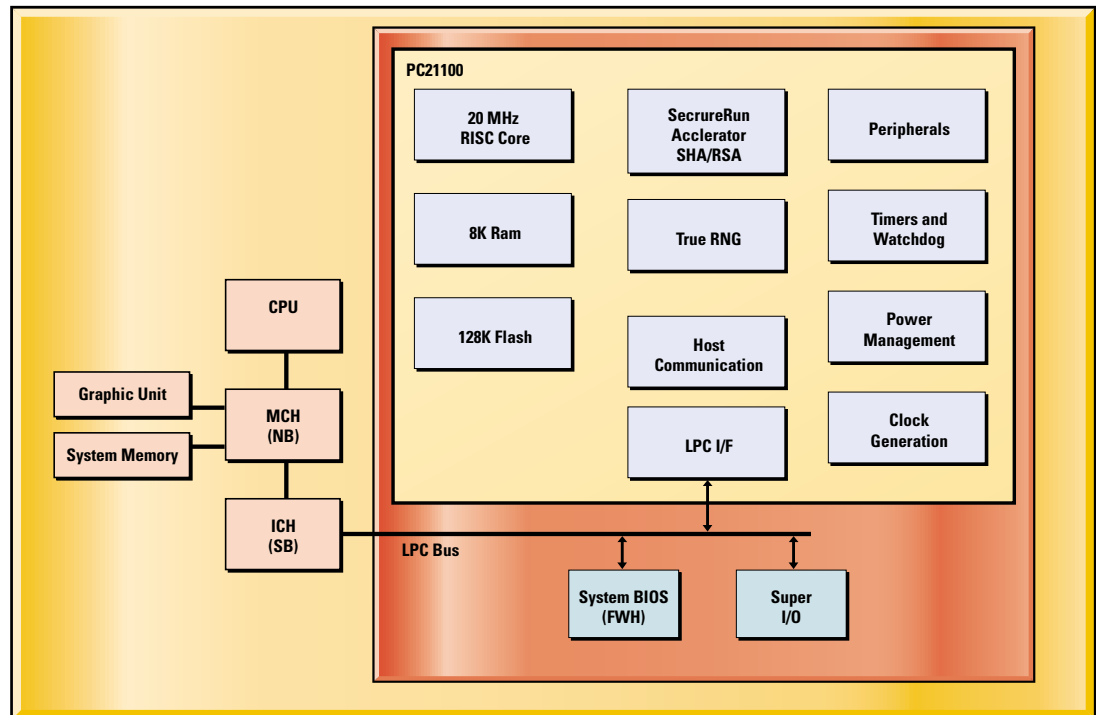 PC21100
20 MHz
RISC Core
SecrureRun
Acclerator
SHA/RSA
Peripherals
8K Ram
True RNG
Timers and
Watchdog
128K Flash
Host
Communication
Power
Management
LPC I/F
Clock
Generation
CPU
Graphic Unit
MCH
(NB)
System Memory
ICH
(SB)
LPC Bus
System BIOS
(FWH)
Super
I/O